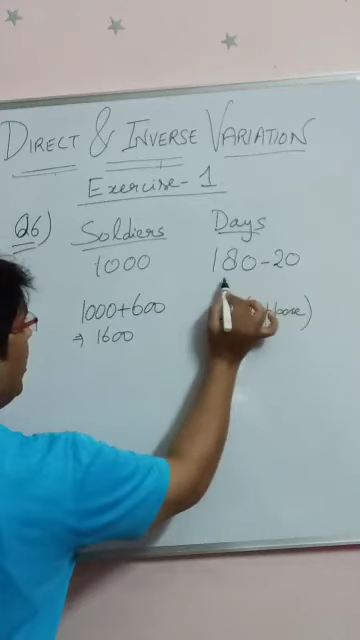 DIRECT & INVERSE VARIATION
Exercise - 1
Q6) Soldiers Days
1000 180-20
1000+600
⇒ 1600